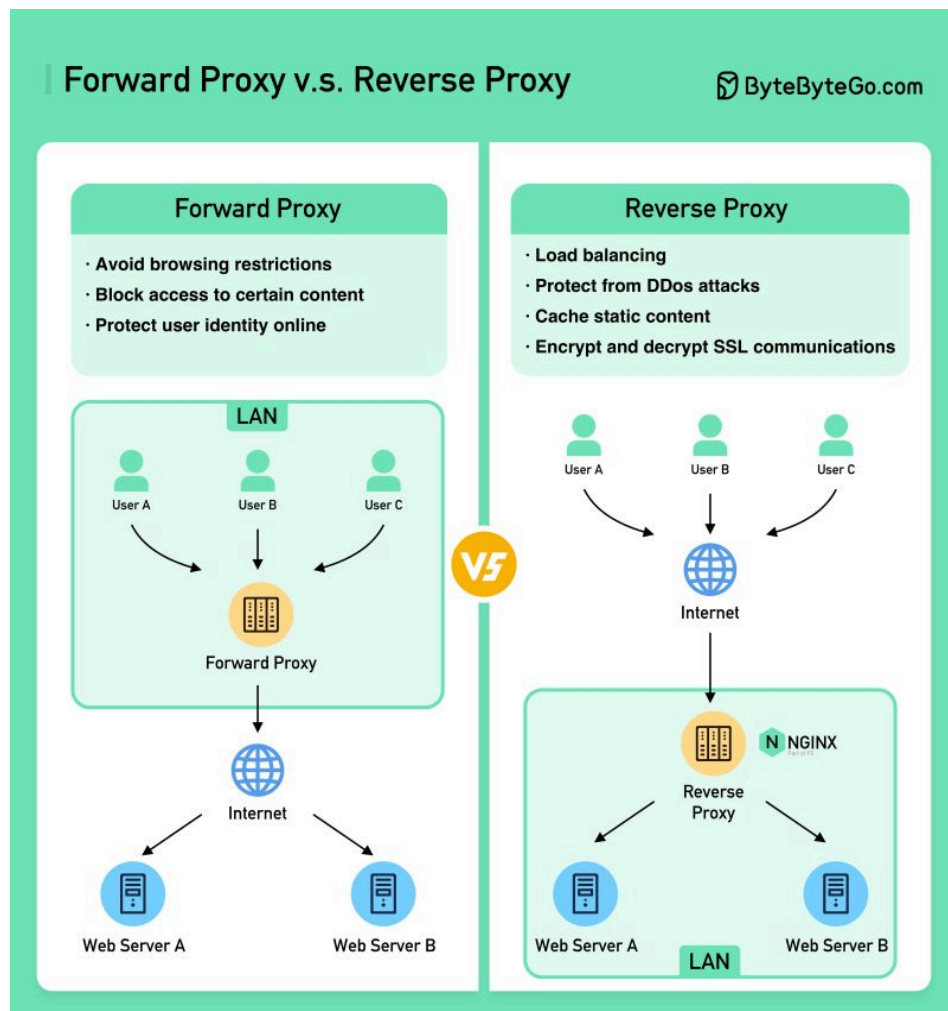 Forward Proxy v.s. Reverse Proxy
ByteByteGo.com
Forward Proxy
· Avoid browsing restrictions
· Block access to certain content
· Protect user identity online
LAN
User A
User B
User C
Forward Proxy
Internet
Web Server A
Web Server B
VS
Reverse Proxy
· Load balancing
· Protect from DDos attacks
· Cache static content
· Encrypt and decrypt SSL communications
User A
User B
User C
Internet
N NGINX
Part of F5
Reverse
Proxy
Web Server A
Web Server B
LAN